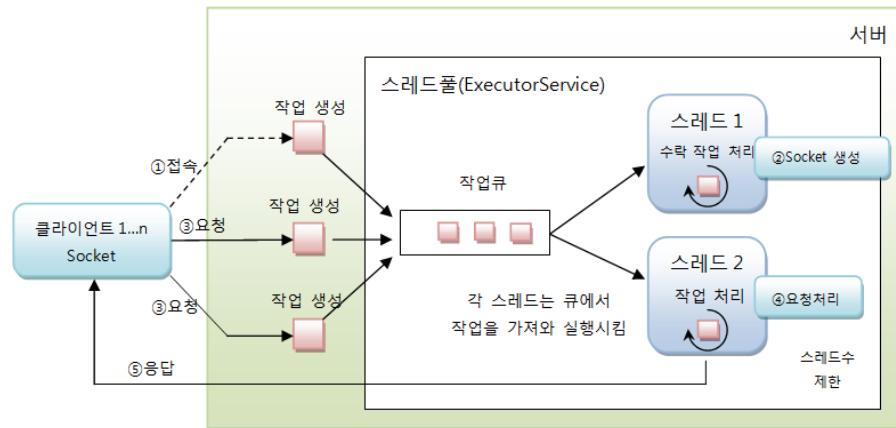 서버
스레드풀(ExecutorService)
작업 생성
스레드 1
수락 작업 처리
②Socket 생성
①접속
작업큐
작업 생성
클라이언트 1...n
Socket
③요청
스레드 2
작업 처리
④요청처리
작업 생성
③요청
각 스레드는 큐에서
작업을 가져와 실행시킴
스레드수
제한
⑤응답